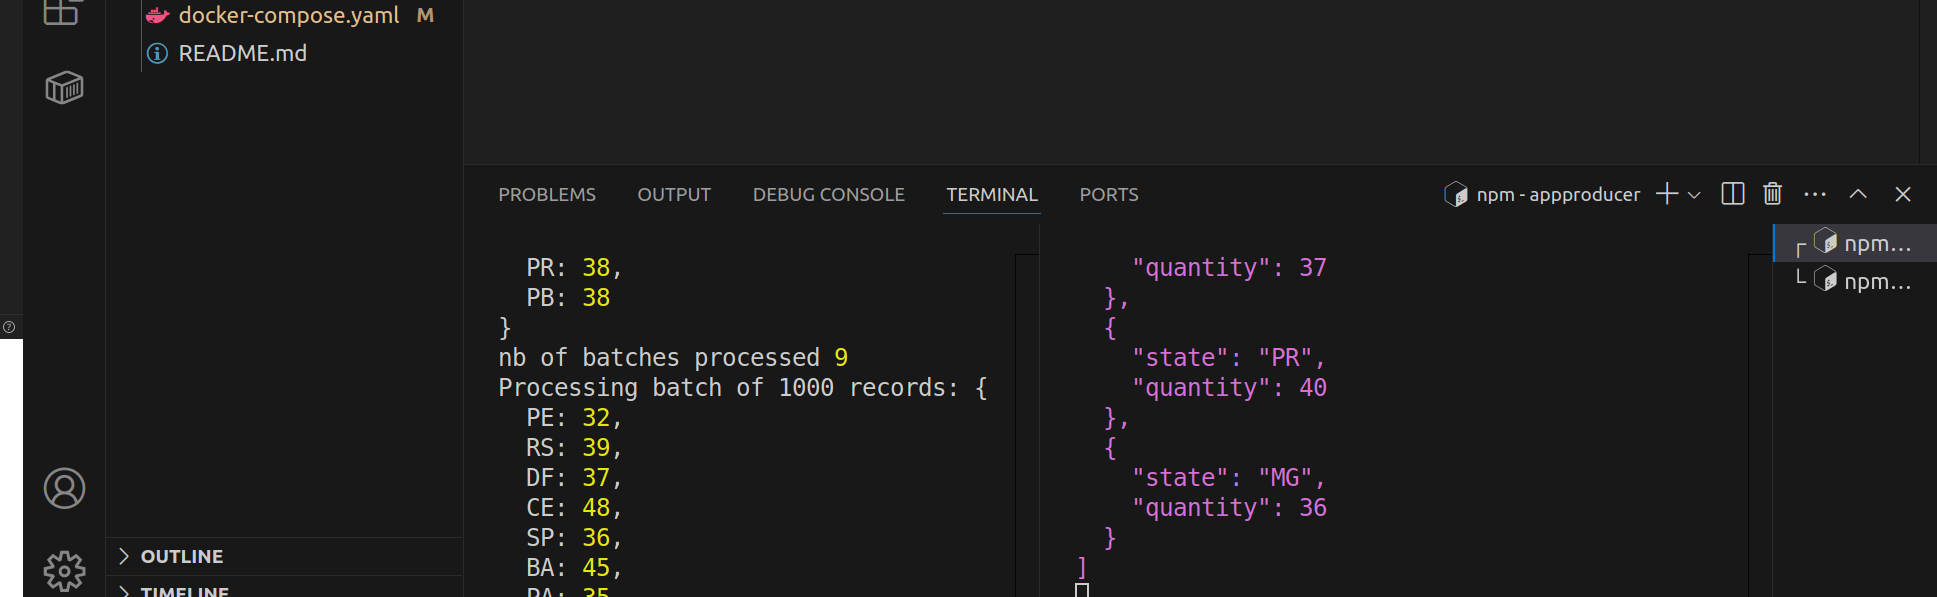 docker-compose.yaml M
README.md
PROBLEMS OUTPUT DEBUG CONSOLE TERMINAL PORTS
npm - appproducer
npm...
npm...
PR: 38,
PB: 38
}
nb of batches processed 9
Processing batch of 1000 records: {
PE: 32,
RS: 39,
DF: 37,
CE: 48,
SP: 36,
BA: 45,
PA: 35
"quantity": 37
},
{
"state": "PR",
"quantity": 40
},
{
"state": "MG",
"quantity": 36
}
]
OUTLINE
TIMELINE